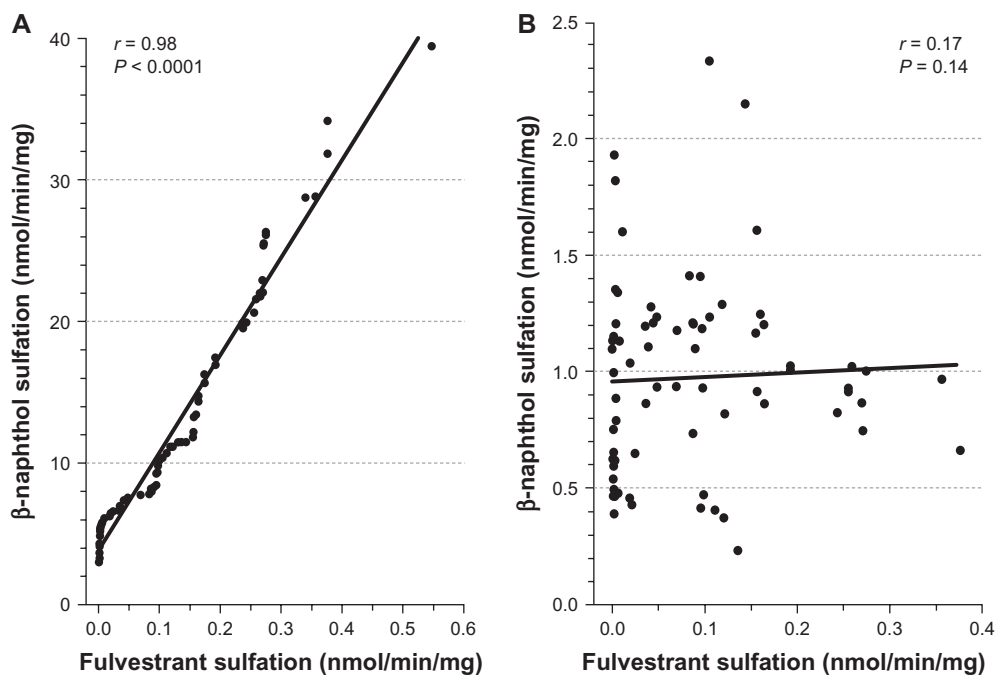 A
r = 0.98
P < 0.0001
β-naphthol sulfation (nmol/min/mg)
40
30
20
10
0
0.0 0.1 0.2 0.3 0.4 0.5 0.6
Fulvestrant sulfation (nmol/min/mg)
B
r = 0.17
P = 0.14
β-naphthol sulfation (nmol/min/mg)
2.5
2.0
1.5
1.0
0.5
0.0
0.0 0.1 0.2 0.3 0.4
Fulvestrant sulfation (nmol/min/mg)